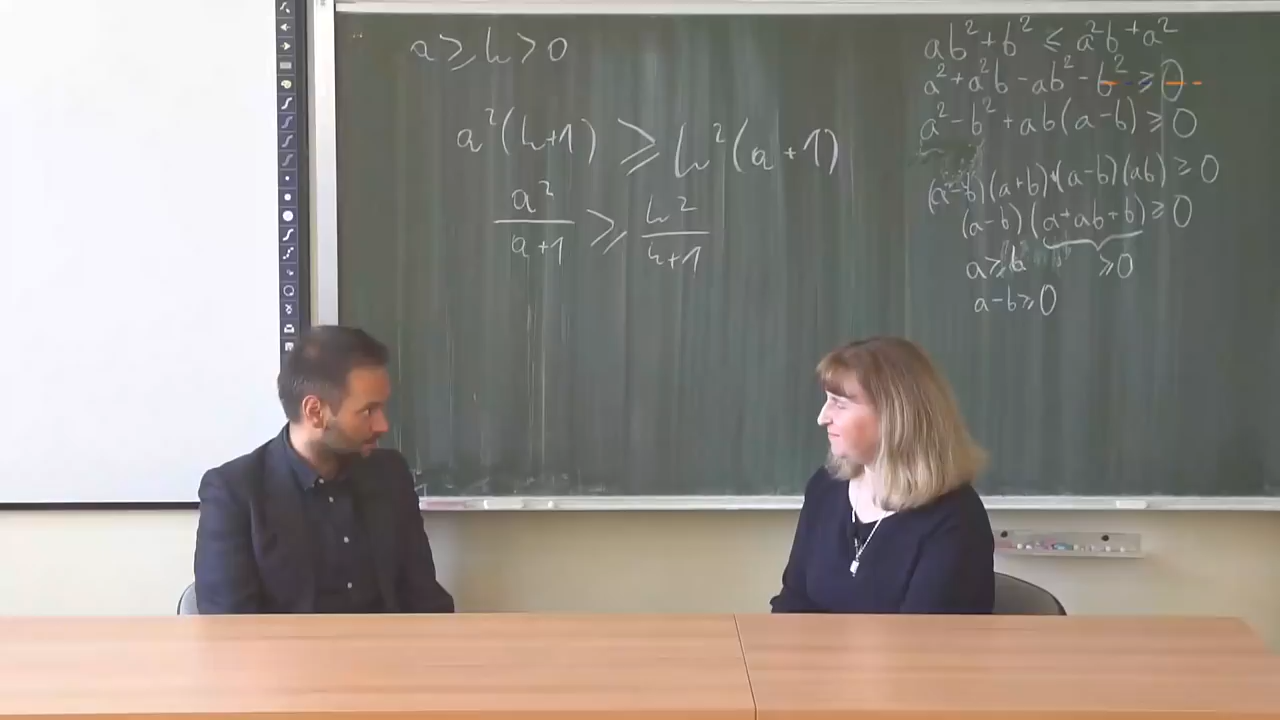 a ⩾ b > 0
a²(b+1) ⩾ b²(a+1)
a²/(a+1) ⩾ b²/(b+1)
ab² + b² ⩽ a²b + a²
a² + a²b - ab² - b² ⩾ 0
a² - b² + ab(a-b) ⩾ 0
(a-b)(a+b)+(a-b)(ab) ⩾ 0
(a-b)(a+ab+b) ⩾ 0
a ⩾ b ⩾0
a-b ⩾ 0